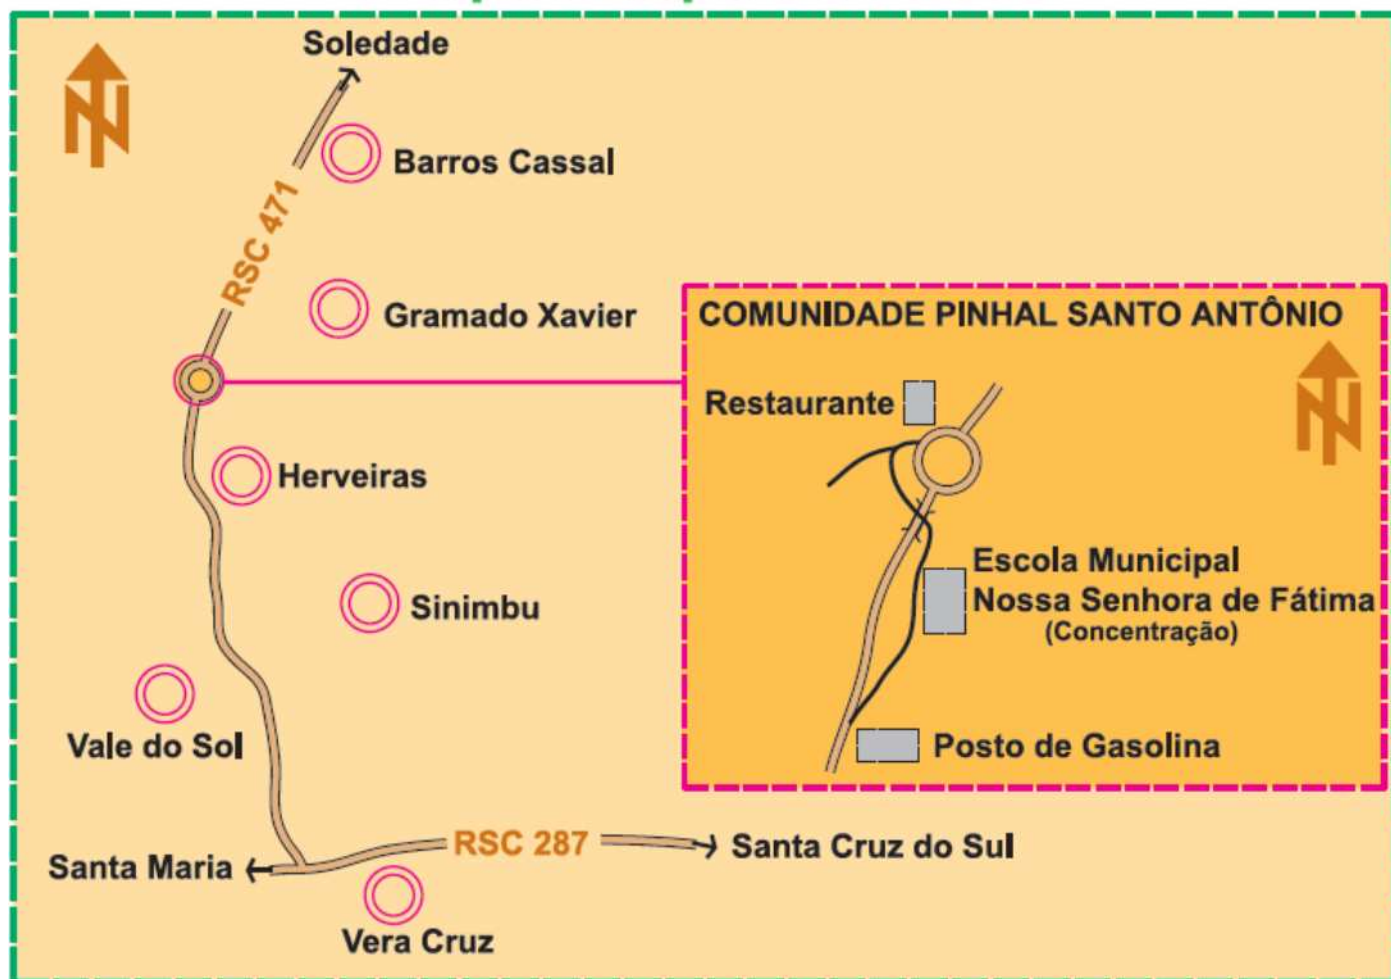 Soledade
Barros Cassal
RSC 471
Gramado Xavier
COMUNIDADE PINHAL SANTO ANTÔNIO
Restaurante
Herveiras
Escola Municipal
Nossa Senhora de Fátima
(Concentração)
Sinimbu
Vale do Sol
Posto de Gasolina
RSC 287
Santa Cruz do Sul
Santa Maria
Vera Cruz